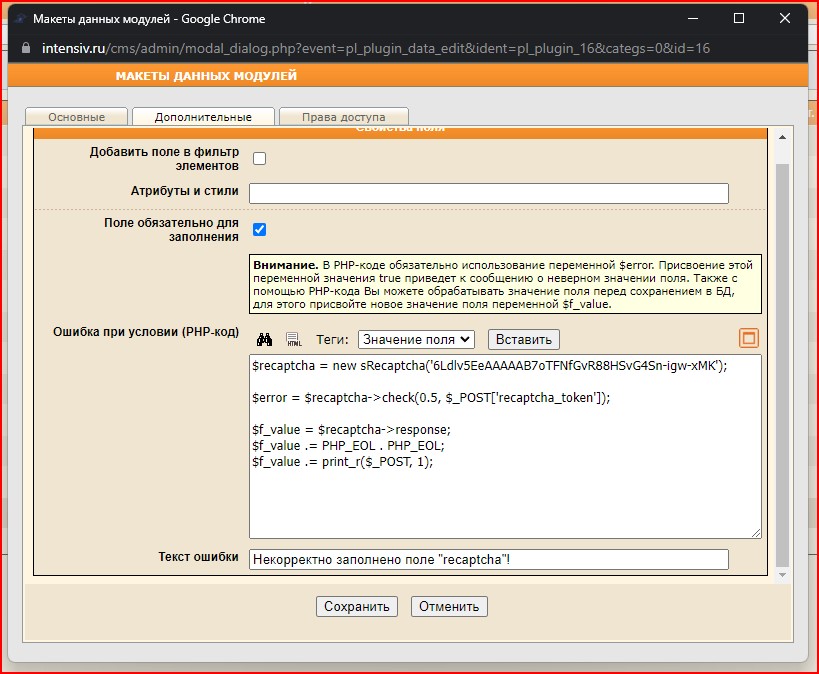 Макеты данных модулей - Google Chrome
intensiv.ru/cms/admin/modal_dialog.php?event=pl_plugin_data_edit&ident=pl_plugin_16&categs=0&id=16
МАКЕТЫ ДАННЫХ МОДУЛЕЙ
Основные Дополнительные Права доступа
Свойства поля
Добавить поле в фильтр
элементов
Атрибуты и стили
Поле обязательно для
заполнения
Внимание. В PHP-коде обязательно использование переменной $error. Присвоение этой
переменной значения true приведет к сообщению о неверном значении поля. Также с
помощью PHP-кода Вы можете обрабатывать значение поля перед сохранением в БД,
для этого присвойте новое значение поля переменной $f_value.
Ошибка при условии (PHP-код) HTML Теги: Значение поля Вставить
$recaptcha = new sRecaptcha('6Ldlv5EeAAAAAB7oTFNfGvR88HSvG4Sn-igw-xMK');
$error = $recaptcha->check(0.5, $_POST['recaptcha_token']);
$f_value = $recaptcha->response;
$f_value .= PHP_EOL . PHP_EOL;
$f_value .= print_r($_POST, 1);
Текст ошибки Некорректно заполнено поле "recaptcha"!
Сохранить Отменить